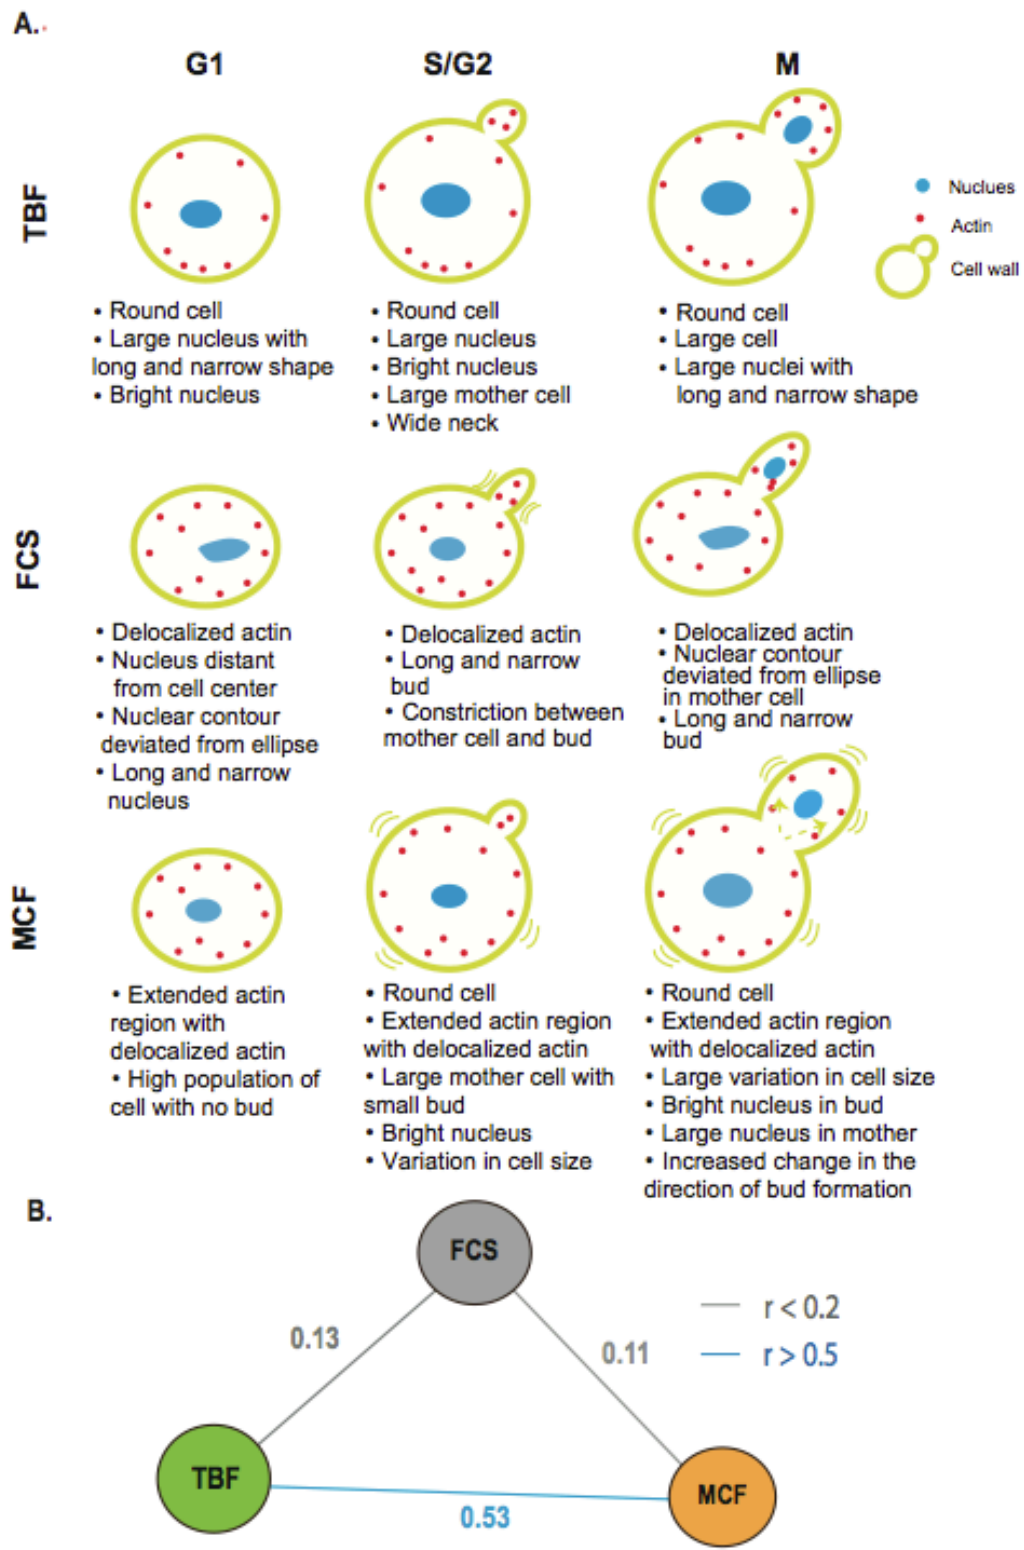 A.
G1 S/G2 M
TBF
Nuclues
Actin
Cell wall
• Round cell
• Large nucleus with
long and narrow shape
• Bright nucleus
• Round cell
• Large nucleus
• Bright nucleus
• Large mother cell
• Wide neck
• Round cell
• Large cell
• Large nuclei with
long and narrow shape
FCS
• Delocalized actin
• Nucleus distant
from cell center
• Nuclear contour
deviated from ellipse
• Long and narrow
nucleus
• Delocalized actin
• Long and narrow
bud
• Constriction between
mother cell and bud
• Delocalized actin
• Nuclear contour
deviated from ellipse
in mother cell
• Long and narrow
bud
MCF
• Extended actin
region with
delocalized actin
• High population of
cell with no bud
• Round cell
• Extended actin region
with delocalized actin
• Large mother cell with
small bud
• Bright nucleus
• Variation in cell size
• Round cell
• Extended actin region
with delocalized actin
• Large variation in cell size
• Bright nucleus in bud
• Large nucleus in mother
• Increased change in the
direction of bud formation
B.
FCS
r < 0.2
r > 0.5
0.13
0.11
TBF
MCF
0.53